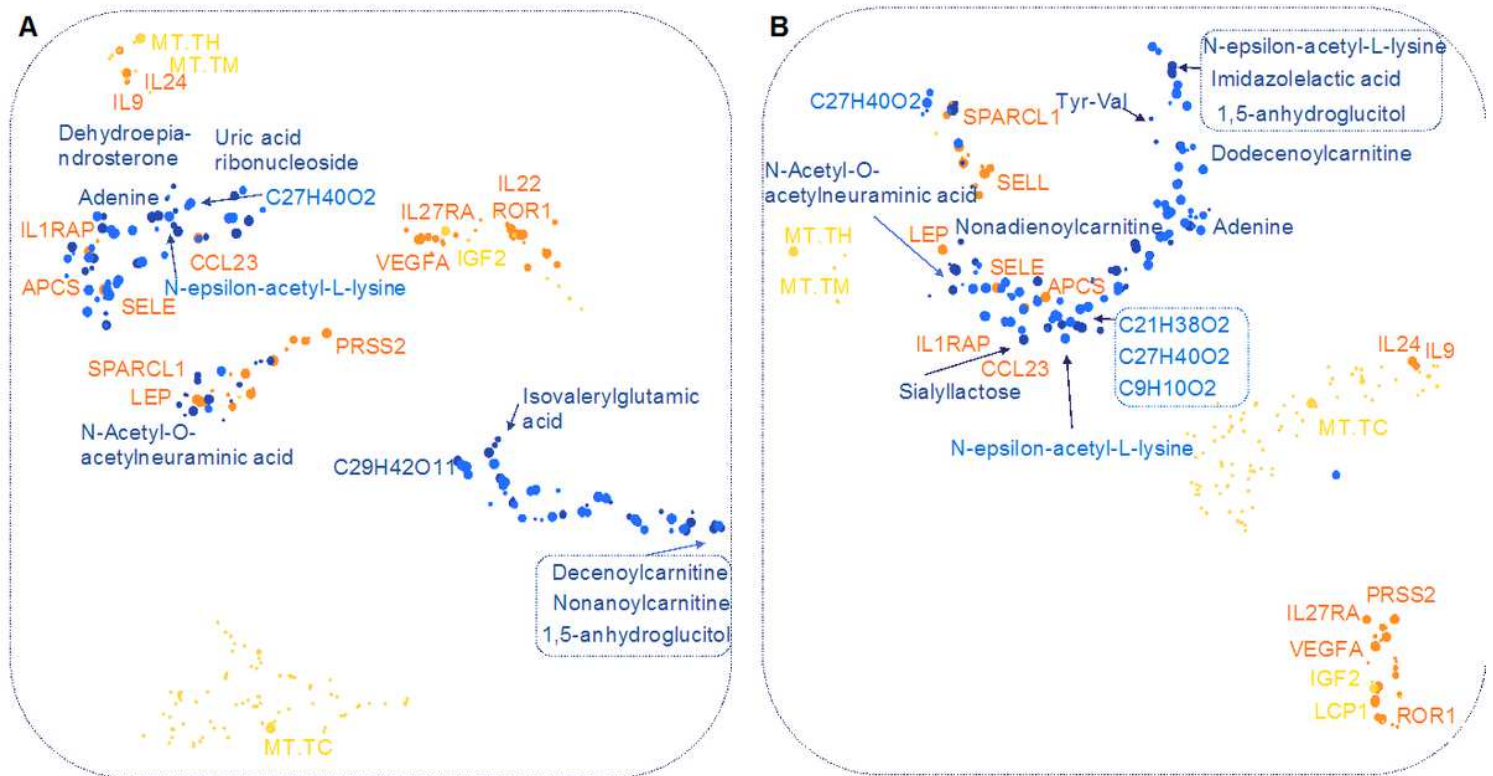 A
MT.TH
MT.TM
IL24
IL9
Dehydroepia-
ndrosterone
Uric acid
ribonucleoside
Adenine
C27H40O2
IL22
IL27RA
ROR1
IL1RAP
CCL23
VEGFA
IGF2
APCS
N-epsilon-acetyl-L-lysine
SELE
PRSS2
SPARCL1
LEP
Isovalerylglutamic
acid
N-Acetyl-O-
acetylneuraminic acid
C29H42O11
Decenoylcarnitine
Nonanoylcarnitine
1,5-anhydroglucitol
MT.TC
B
N-epsilon-acetyl-L-lysine
Imidazolelactic acid
1,5-anhydroglucitol
C27H40O2
Tyr-Val
SPARCL1
Dodecenoylcarnitine
N-Acetyl-O-
acetylneuraminic acid
SELL
Nonadienoylcarnitine
Adenine
MT.TH
LEP
SELE
MT.TM
APCS
C21H38O2
C27H40O2
C9H10O2
IL1RAP
CCL23
Sialyllactose
IL24
IL9
MT.TC
N-epsilon-acetyl-L-lysine
PRSS2
IL27RA
VEGFA
IGF2
LCP1
ROR1